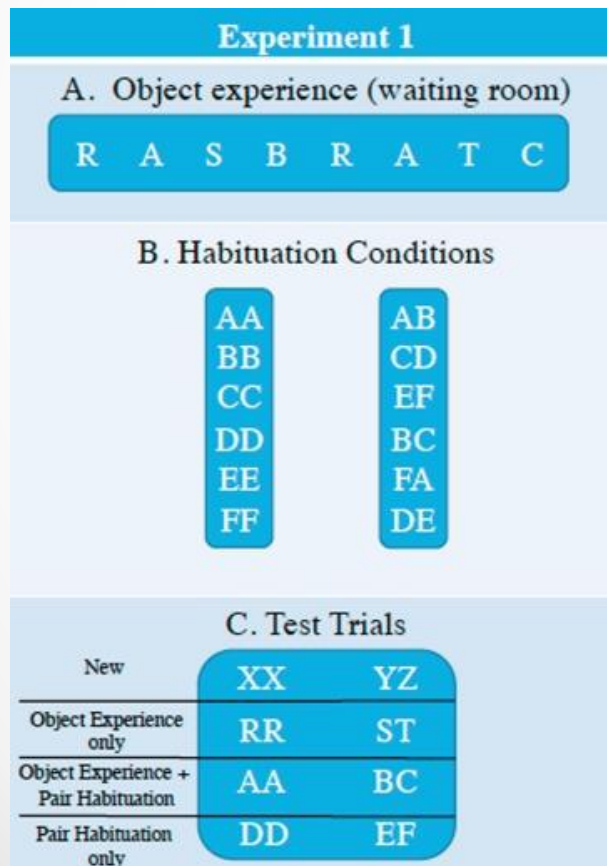 Experiment 1
A. Object experience (waiting room)
R A S B R A T C
B. Habituation Conditions
AA AB
BB CD
CC EF
DD BC
EE FA
FF DE
C. Test Trials
New XX YZ
Object Experience
only RR ST
Object Experience +
Pair Habituation AA BC
Pair Habituation
only DD EF